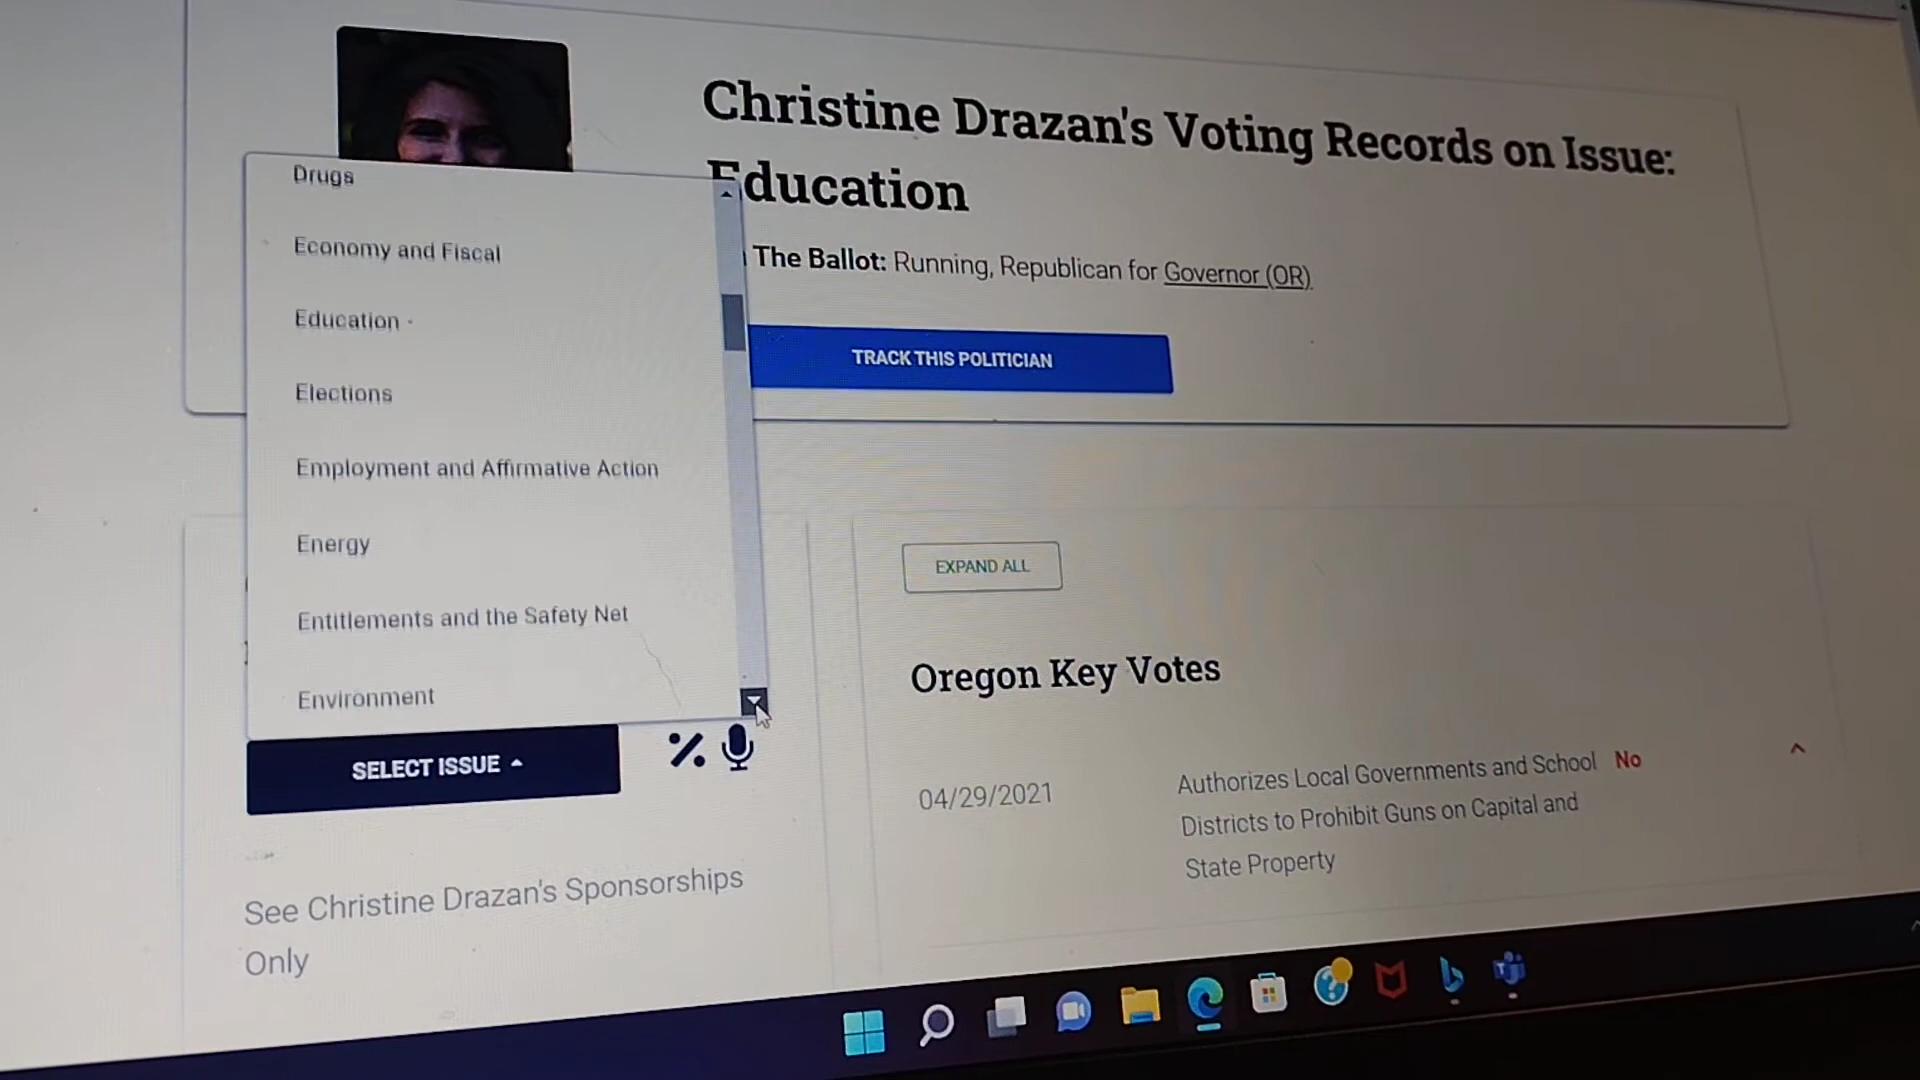 Christine Drazan's Voting Records on Issue:
Education
The Ballot: Running, Republican for Governor (OR)
TRACK THIS POLITICIAN
Drugs
Economy and Fiscal
Education
Elections
Employment and Affirmative Action
Energy
Entitlements and the Safety Net
Environment
SELECT ISSUE
See Christine Drazan's Sponsorships
Only
EXPAND ALL
Oregon Key Votes
04/29/2021
Authorizes Local Governments and School No
Districts to Prohibit Guns on Capital and
State Property